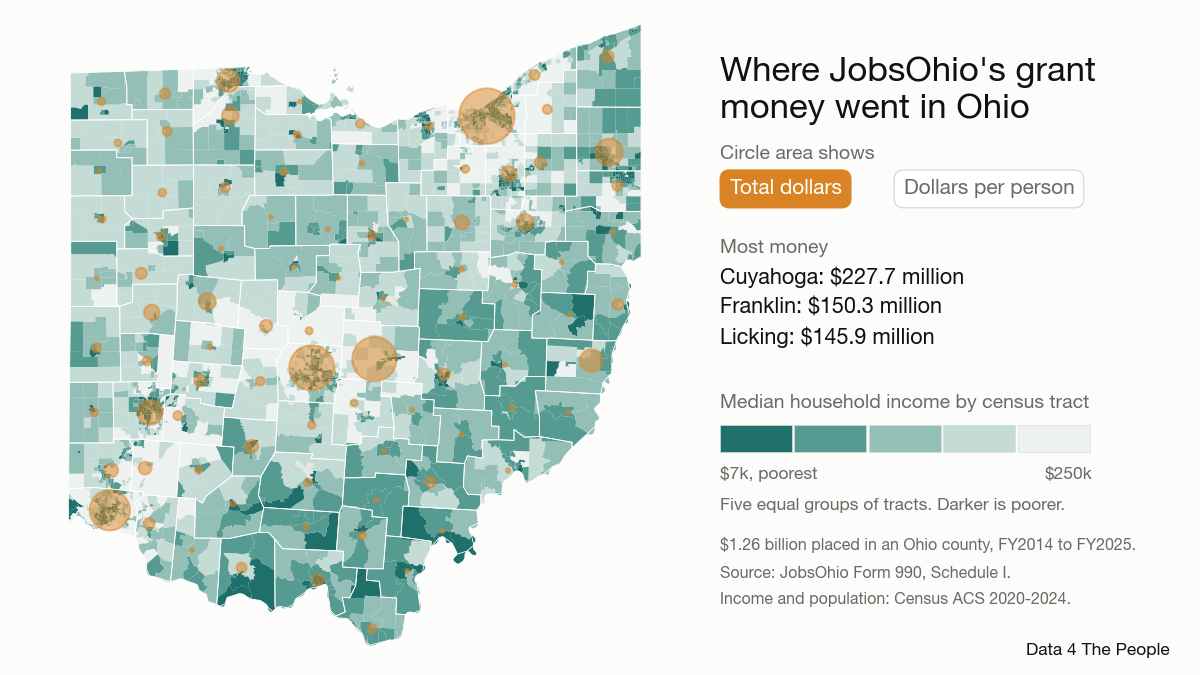 Where JobsOhio's grant
money went in Ohio
Circle area shows
Total dollars
Dollars per person
Most money
Cuyahoga: $227.7 million
Franklin: $150.3 million
Licking: $145.9 million
Median household income by census tract
$7k, poorest
$250k
Five equal groups of tracts. Darker is poorer.
$1.26 billion placed in an Ohio county, FY2014 to FY2025.
Source: JobsOhio Form 990, Schedule I.
Income and population: Census ACS 2020-2024.
Data 4 The People